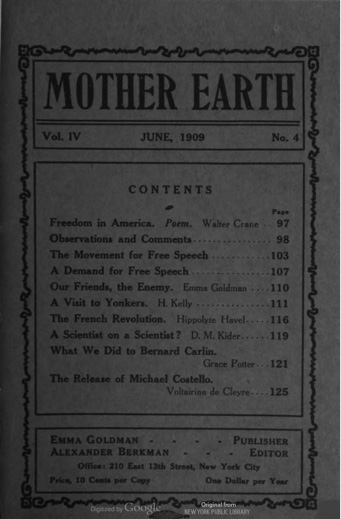 MOTHER EARTH
Vol. IV JUNE, 1909 No. 4
CONTENTS
Page
Freedom in America. Poem. Walter Crane .. 97
Observations and Comments ............... 98
The Movement for Free Speech ........... 103
A Demand for Free Speech ............... 107
Our Friends, the Enemy. Emma Goldman .... 110
A Visit to Yonkers. H. Kelly ............ 111
The French Revolution. Hippolyte Havel ..... 116
A Scientist on a Scientist? D. M. Kider ...... 119
What We Did to Bernard Carlin.
Grace Potter ... 121
The Release of Michael Costello.
Voltairine de Cleyre .... 125
EMMA GOLDMAN - - - - PUBLISHER
ALEXANDER BERKMAN - - - EDITOR
Office: 210 East 13th Street, New York City
Price, 10 Cents per Copy One Dollar per Year
Digitized by Google
Original from
NEW YORK PUBLIC LIBRARY